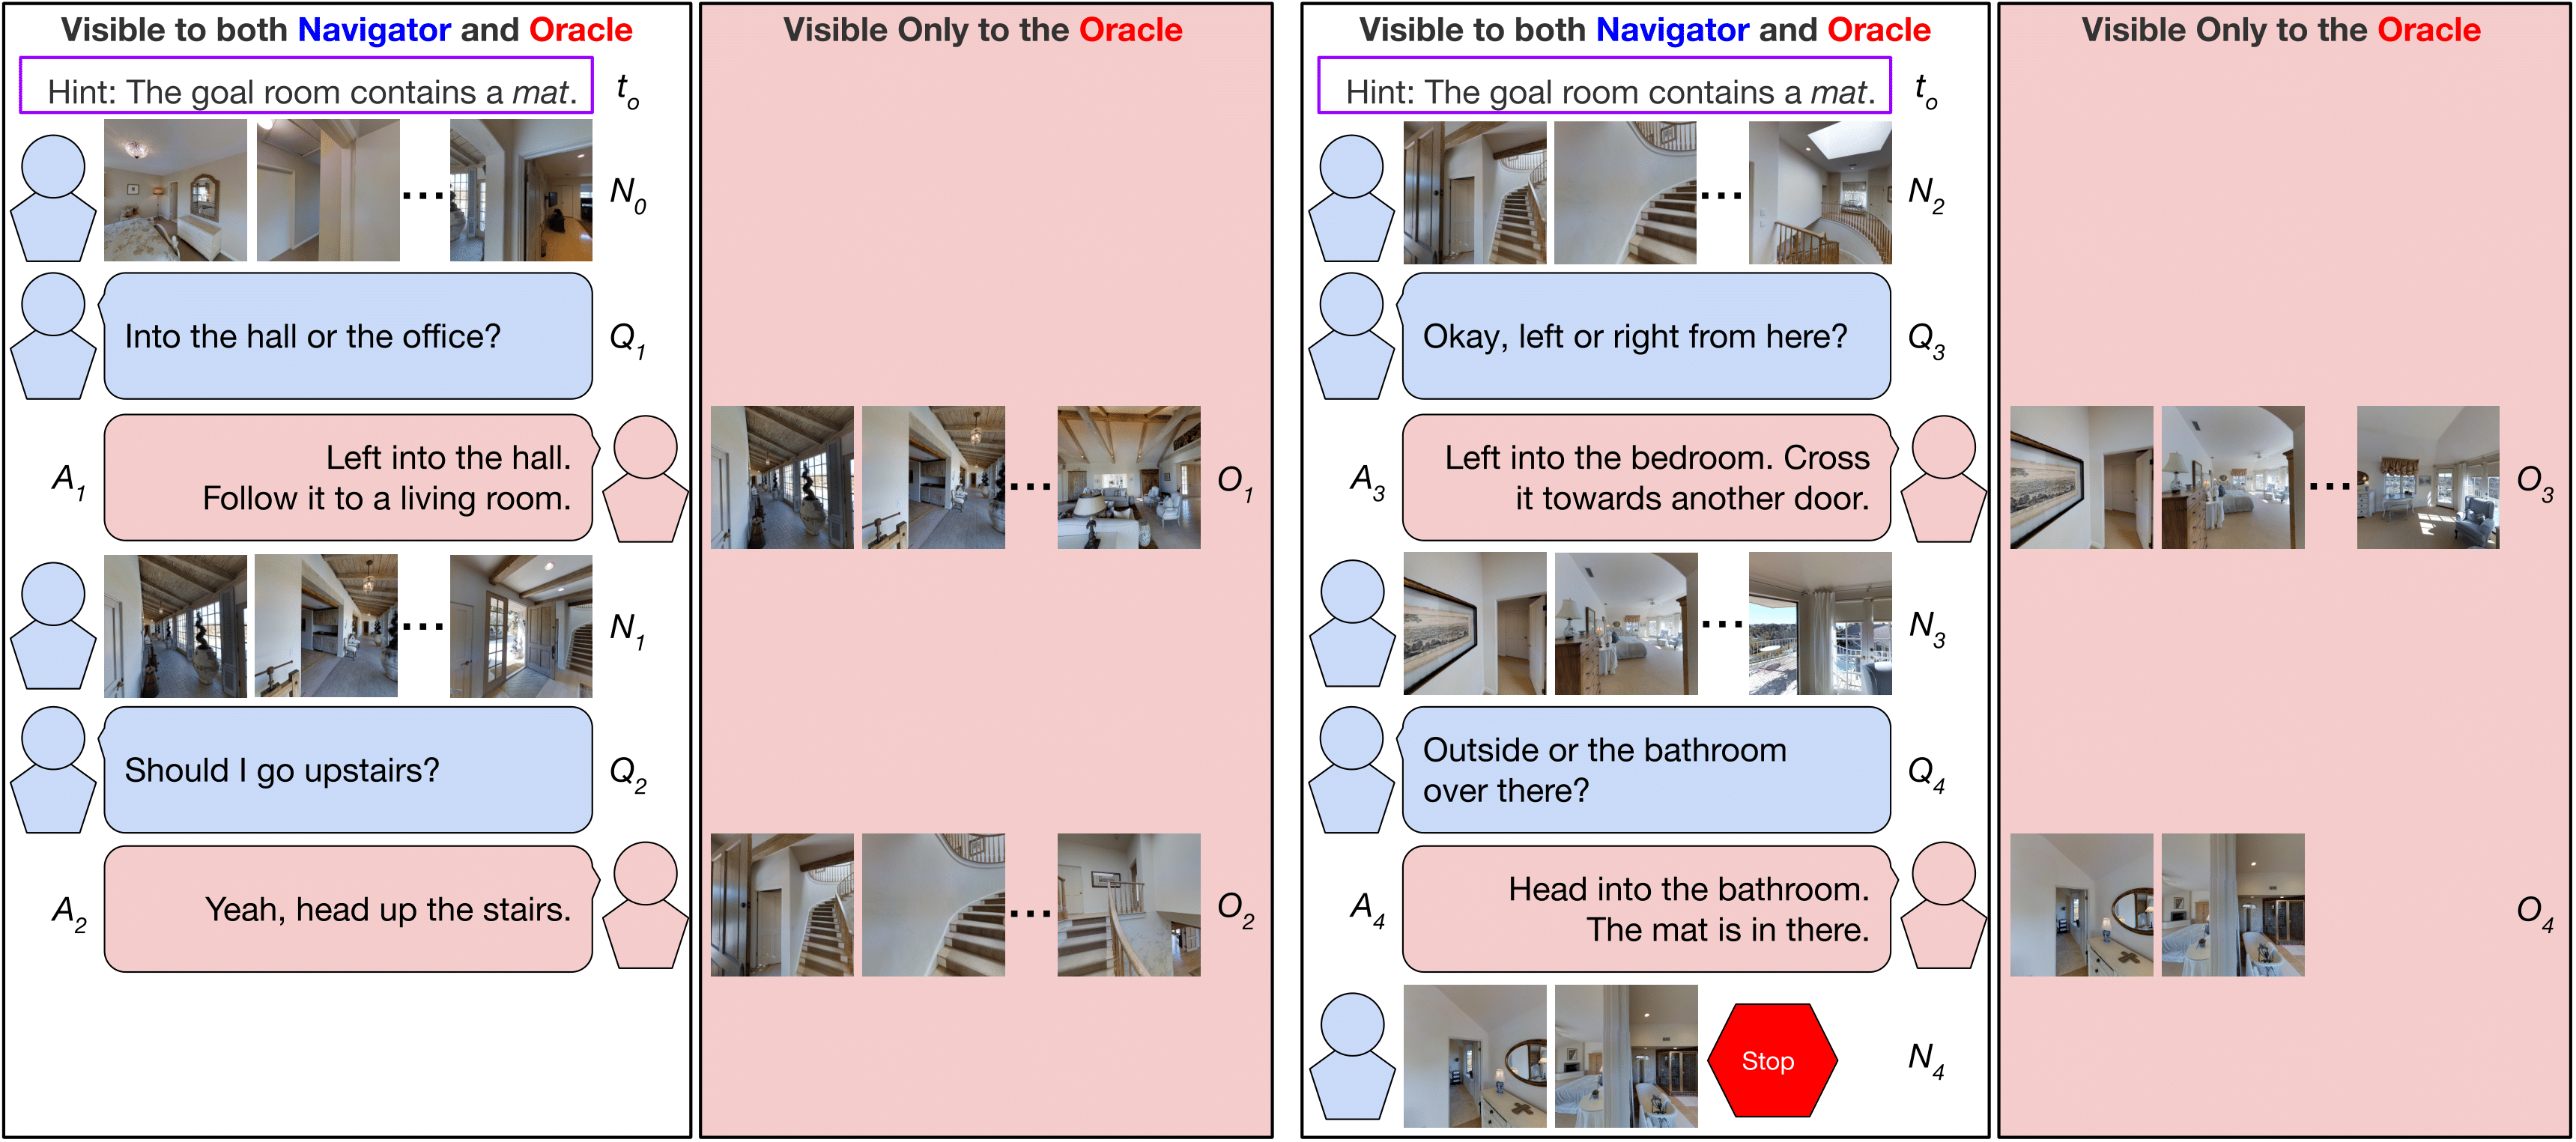 Visible to both Navigator and Oracle
Hint: The goal room contains a mat.
t_o
N_0
Into the hall or the office?
Q_1
Left into the hall.
Follow it to a living room.
A_1
N_1
Should I go upstairs?
Q_2
Yeah, head up the stairs.
A_2
Visible Only to the Oracle
O_1
O_2
Visible to both Navigator and Oracle
Hint: The goal room contains a mat.
t_o
N_2
Okay, left or right from here?
Q_3
Left into the bedroom. Cross
it towards another door.
A_3
N_3
Outside or the bathroom
over there?
Q_4
Head into the bathroom.
The mat is in there.
A_4
Stop
N_4
Visible Only to the Oracle
O_3
O_4